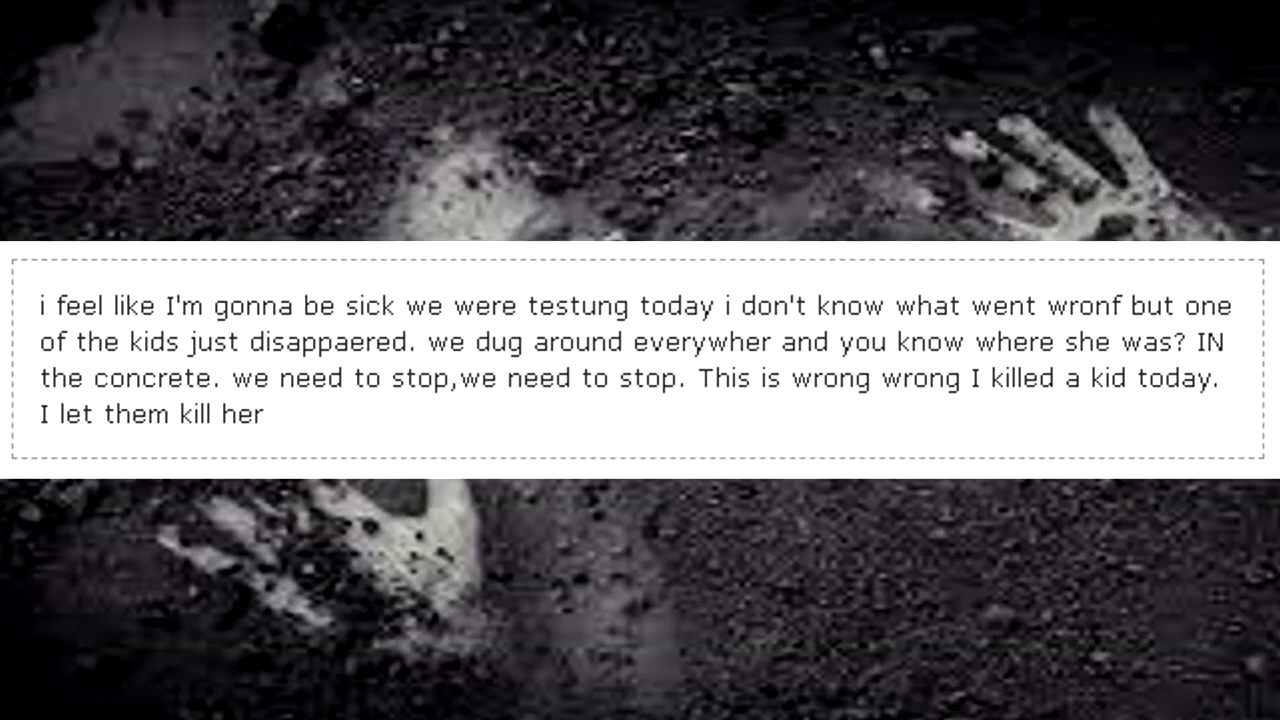 i feel like I'm gonna be sick we were testung today i don't know what went wronf but one
of the kids just disappaered. we dug around everywher and you know where she was? IN
the concrete. we need to stop,we need to stop. This is wrong wrong I killed a kid today.
I let them kill her